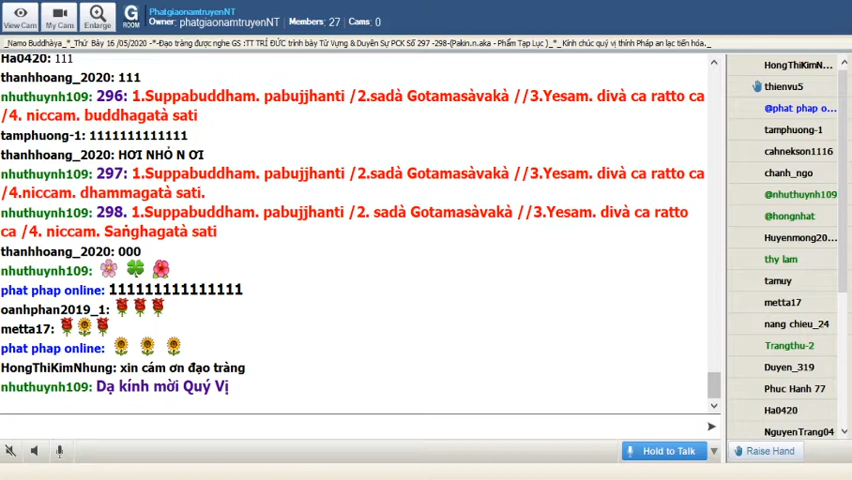 View Cam
My Cam
Enlarge
G
ROOM
PhatgiaonamtruyenNT
Owner: phatgiaonamtruyenNT
Members: 27
Cams: 0
_Namo Buddhàya_*_Thứ Bảy 16 /05/2020 -*-Đạo tràng được nghe GS :TT TRÍ ĐỨC trình bày Từ Vựng &Duyên Sự PCK Số 297 -298-(Pakin.n.aka - Phẩm Tạp Lục )_*_ Kính chúc quý vị thính Pháp an lạc tiến hóa._
Ha0420: 111
thanhhoang_2020: 111
nhuthuynh109: 296: 1.Suppabuddham. pabujjhanti /2.sadà Gotamasàvakà //3.Yesam. divà ca ratto ca
/4. niccam. buddhagatà sati
tamphuong-1: 1111111111111
thanhhoang_2020: HƠI NHỎ N ƠI
nhuthuynh109: 297: 1.Suppabuddham. pabujjhanti /2.sadà Gotamasàvakà //3.Yesam. divà ca ratto ca
/4.niccam. dhammagatà sati.
nhuthuynh109: 298. 1.Suppabuddham. pabujjhanti /2. sadà Gotamasàvakà //3.Yesam. divà ca ratto
ca /4. niccam. Saṅghagatà sati
thanhhoang_2020: 000
nhuthuynh109:
phat phap online: 111111111111111
oanhphan2019_1:
metta17:
phat phap online:
HongThiKimNhung: xin cám ơn đạo tràng
nhuthuynh109: Dạ kính mời Quý Vị
HongThiKimN...
thienvu5
@phat phap o...
tamphuong-1
cahnekson1116
chanh_ngo
@nhuthuynh109
@hongnhat
Huyenmong20...
thy lam
tamuy
metta17
nang chieu_24
Trangthu-2
Duyen_319
Phuc Hanh 77
Ha0420
NguyenTrang04
Hold to Talk
Raise Hand